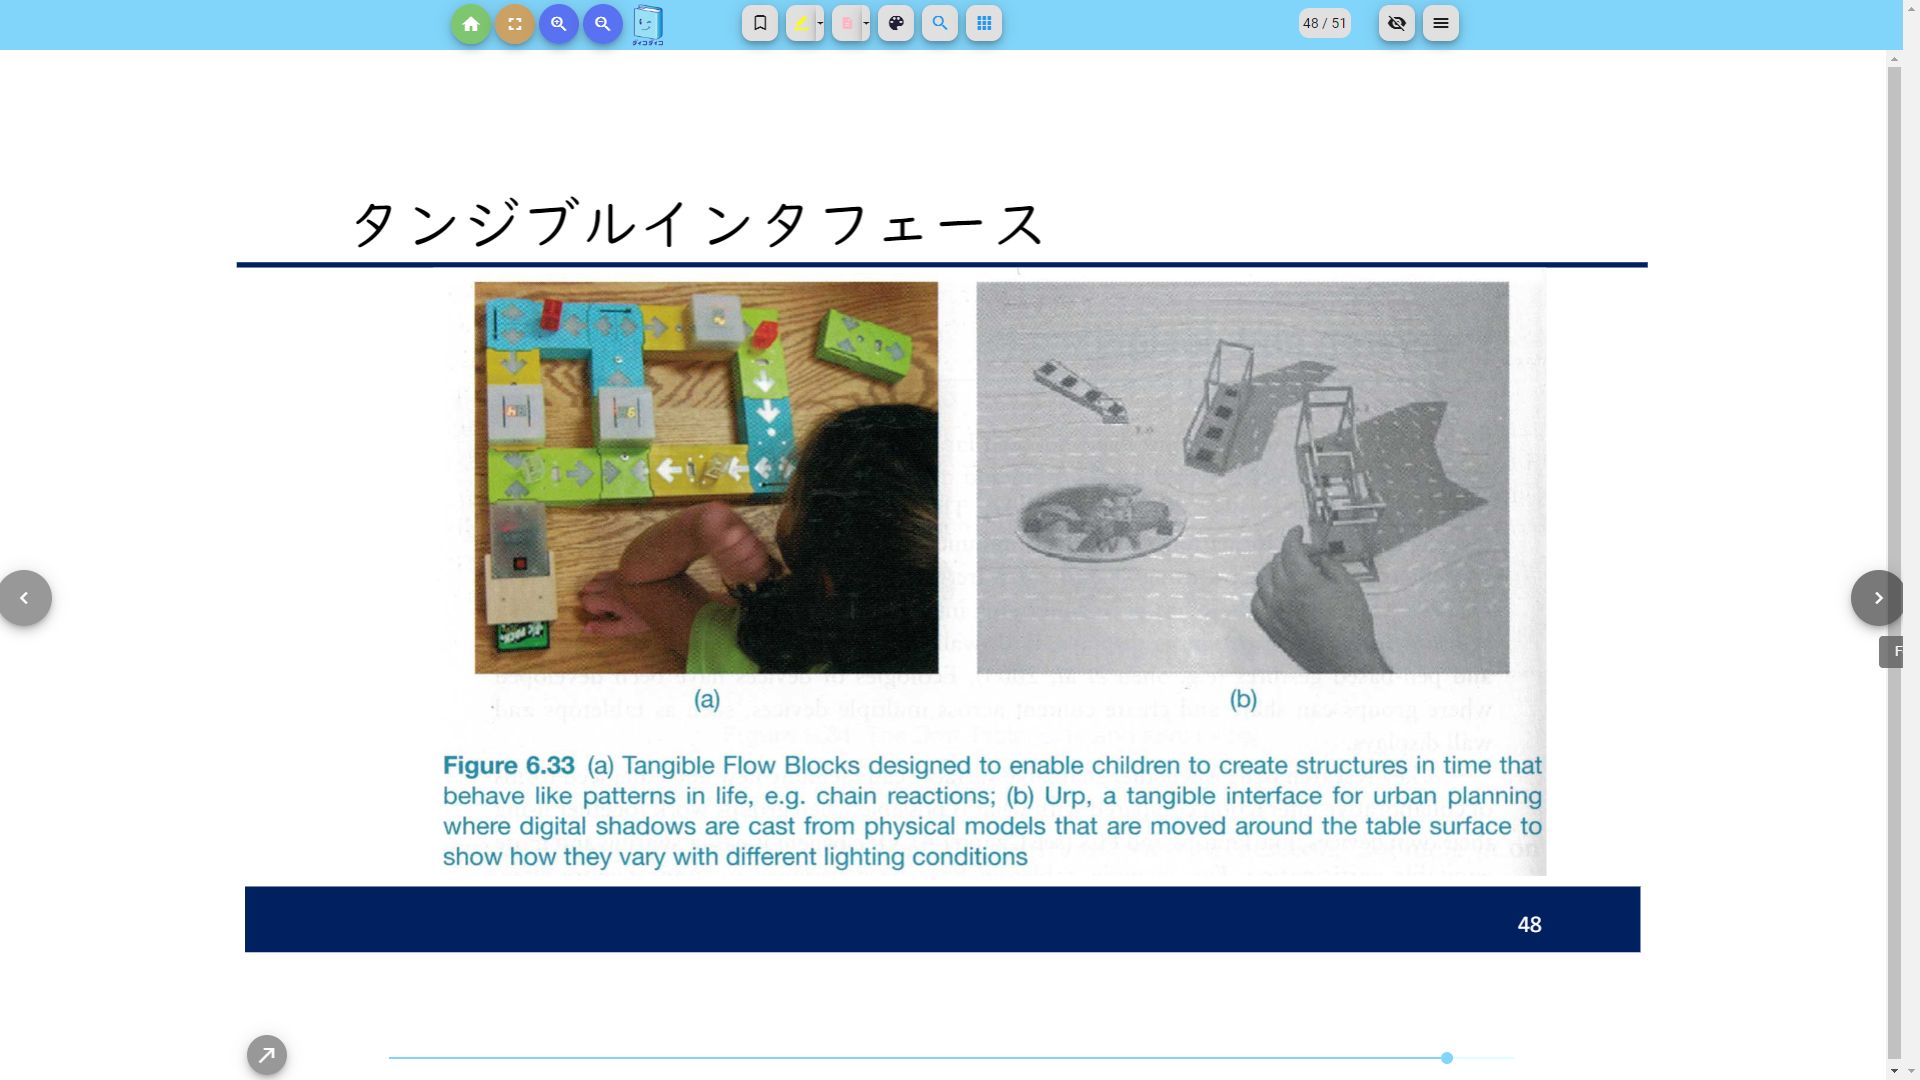 48 / 51
タンジブルインタフェース
(a)
(b)
Figure 6.33 (a) Tangible Flow Blocks designed to enable children to create structures in time that
behave like patterns in life, e.g. chain reactions; (b) Urp, a tangible interface for urban planning
where digital shadows are cast from physical models that are moved around the table surface to
show how they vary with different lighting conditions
48